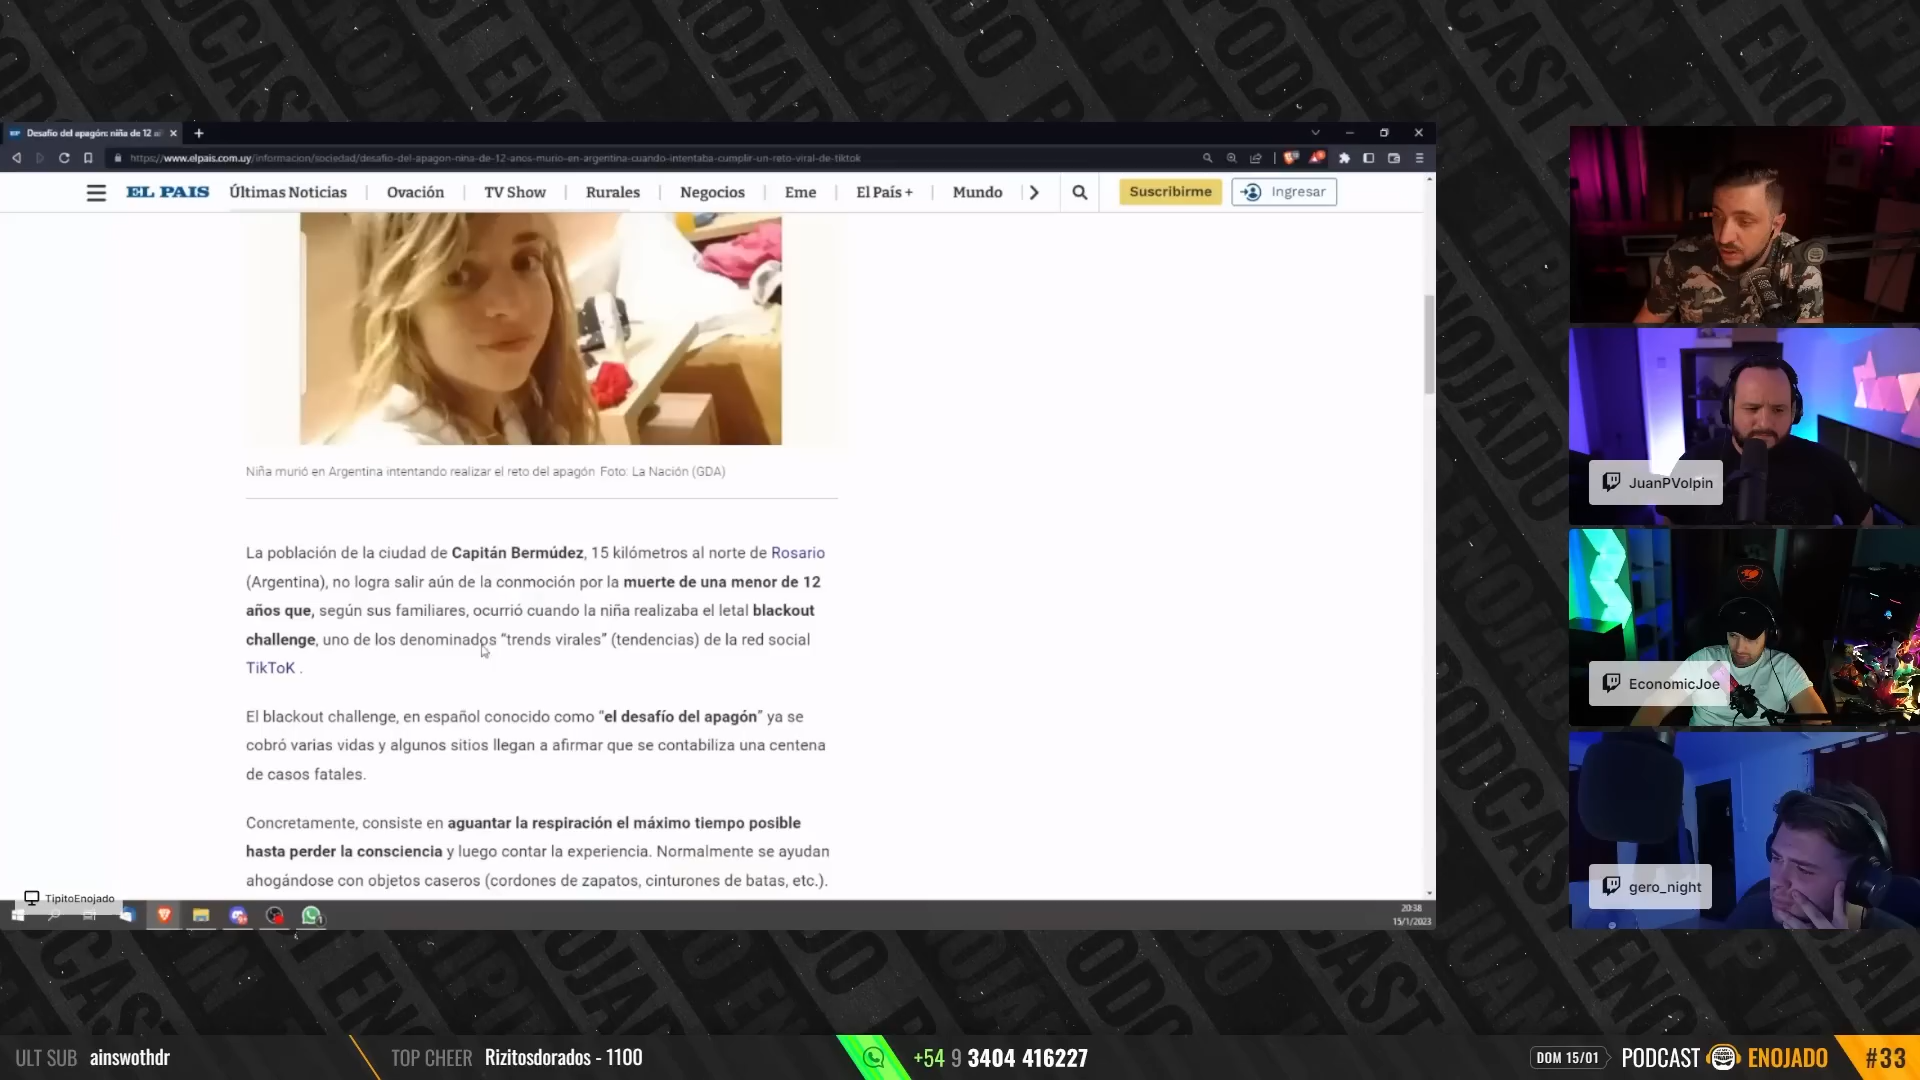 Desafío del apagón: niña de 12 a
https://www.elpais.com.uy/informacion/sociedad/desafio-del-apagon-nina-de-12-anos-murio-en-argentina-cuando-intentaba-cumplir-un-reto-viral-de-tiktok
EL PAIS Últimas Noticias Ovación TV Show Rurales Negocios Eme El País + Mundo Suscribirme Ingresar
Niña murió en Argentina intentando realizar el reto del apagón Foto: La Nación (GDA)
La población de la ciudad de Capitán Bermúdez, 15 kilómetros al norte de Rosario
(Argentina), no logra salir aún de la conmoción por la muerte de una menor de 12
años que, según sus familiares, ocurrió cuando la niña realizaba el letal blackout
challenge, uno de los denominados “trends virales” (tendencias) de la red social
TikToK .
El blackout challenge, en español conocido como “el desafío del apagón” ya se
cobró varias vidas y algunos sitios llegan a afirmar que se contabiliza una centena
de casos fatales.
Concretamente, consiste en aguantar la respiración el máximo tiempo posible
hasta perder la consciencia y luego contar la experiencia. Normalmente se ayudan
ahogándose con objetos caseros (cordones de zapatos, cinturones de batas, etc.).
TipitoEnojado
20:38
15/1/2023
JuanPVolpin
EconomicJoe
gero_night
ULT SUB ainswothdr TOP CHEER Rizitosdorados - 1100 +54 9 3404 416227 DOM 15/01 PODCAST ENOJADO #33